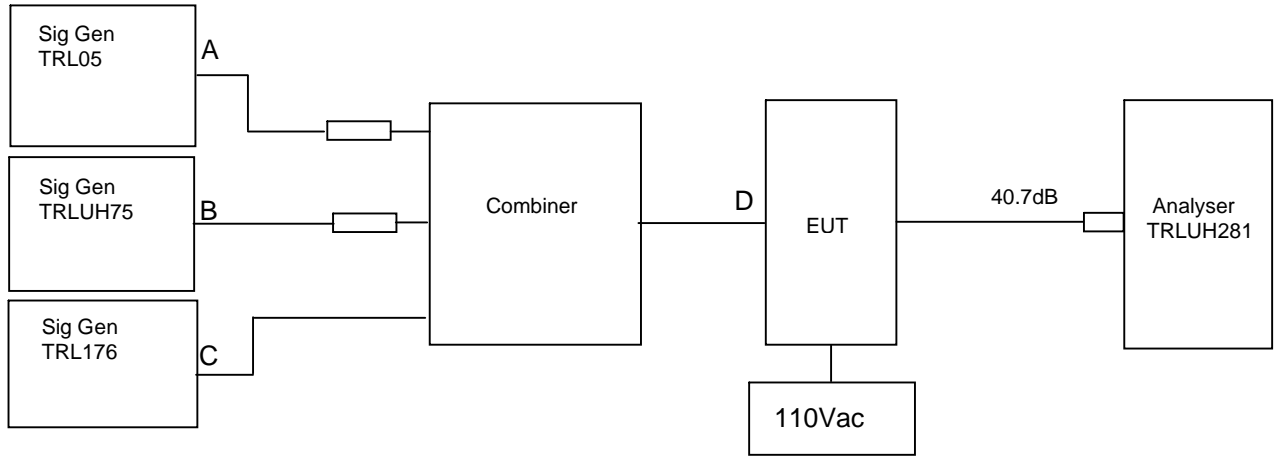 Sig Gen
TRL05
A
Sig Gen
TRLUH75
B
Sig Gen
TRL176
C
Combiner
D
EUT
40.7dB
Analyser
TRLUH281
110Vac